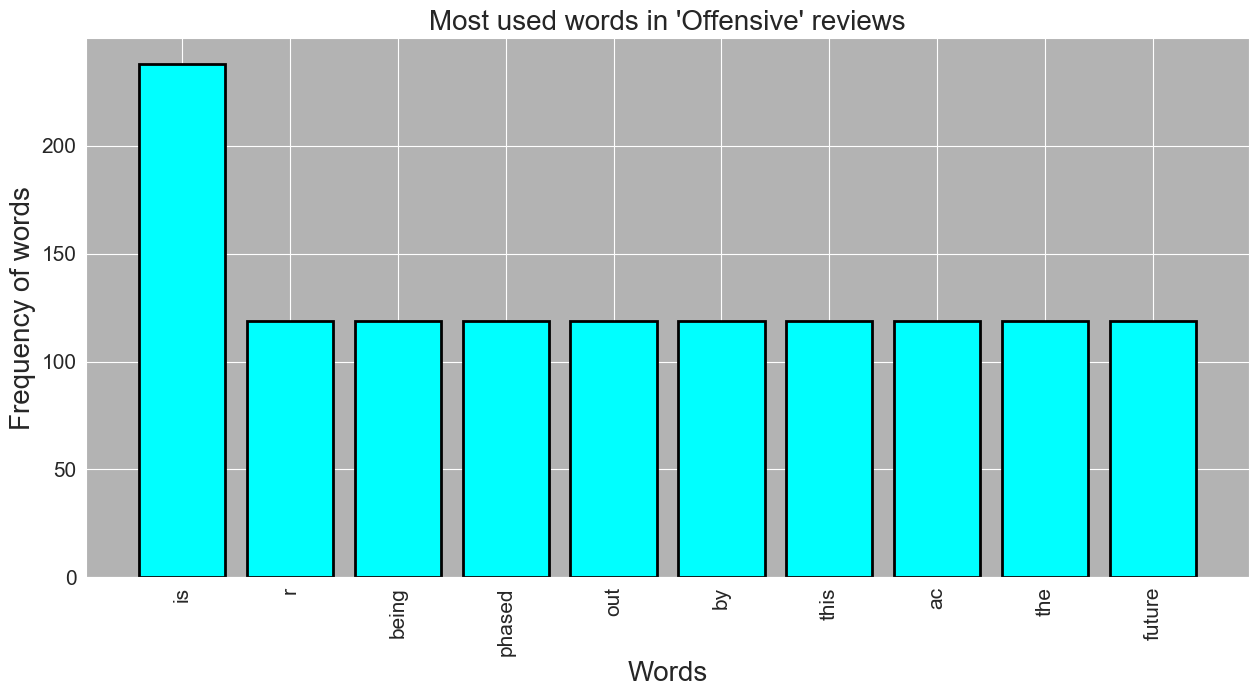 Most used words in 'Offensive' reviews
Frequency of words
200
150
100
50
0
is
r
being
phased
out
by
this
ac
the
future
Words